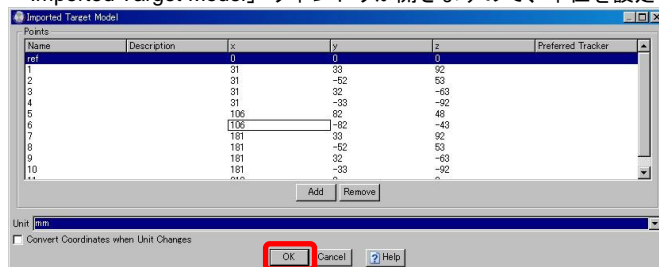 Imported Target Model
Points
Name Description x y z Preferred Tracker
ref 0 0 0
1 31 33 92
2 31 -52 53
3 31 32 -63
4 31 -33 -92
5 106 82 48
6 106 -82 -43
7 181 33 92
8 181 -52 53
9 181 32 -63
10 181 -33 -92
Add Remove
Unit mm
Convert Coordinates when Unit Changes
OK Cancel Help